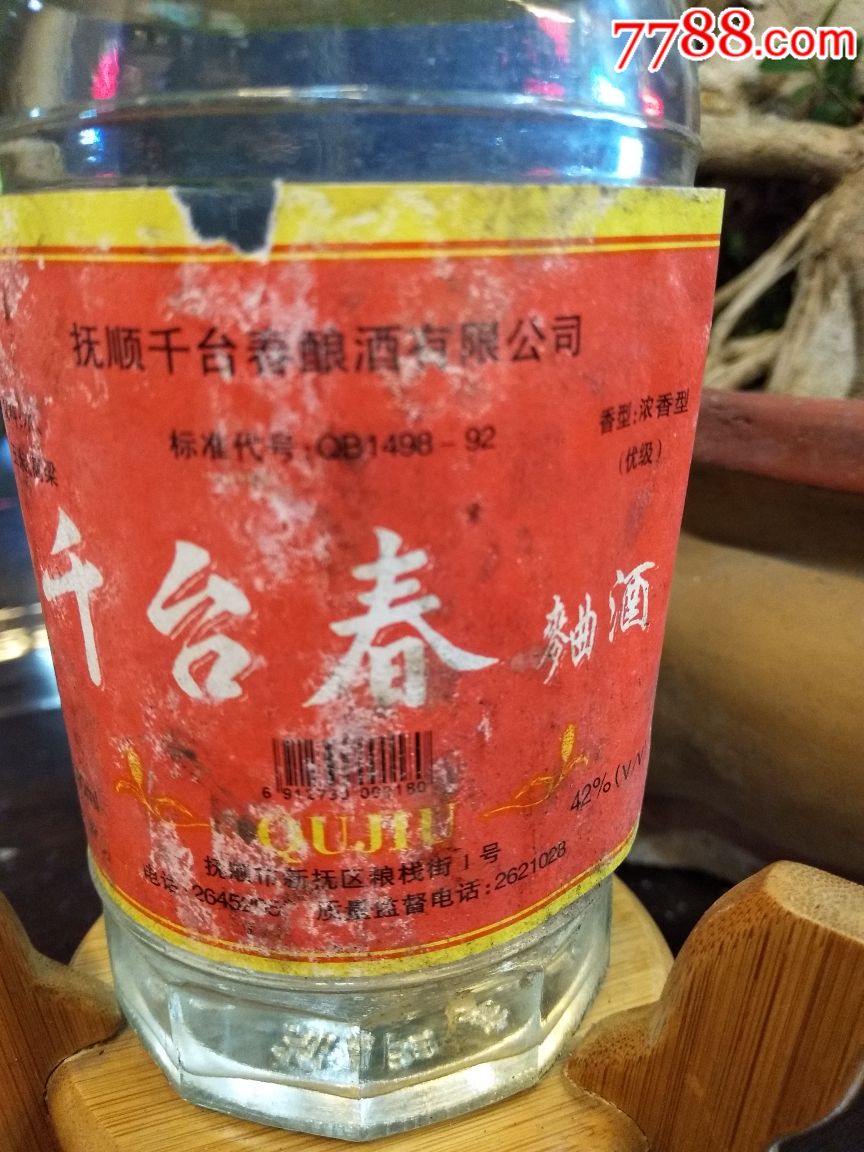 7788.com
抚顺千台春酿酒有限公司
标准代号:QB1498-92
香型:浓香型
(优级)
千台春 麯酒
QUJIU
42%(V/V
抚顺市新抚区粮栈街1号
电话: 质量监督电话:2621028